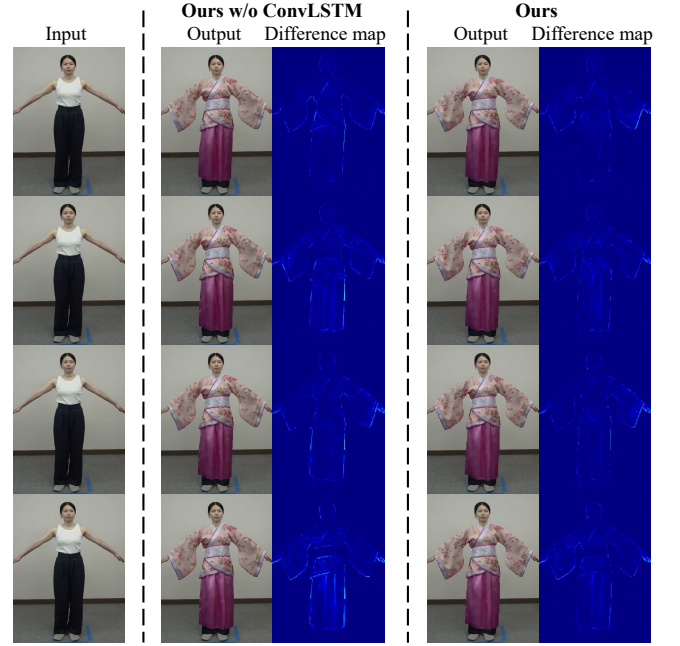 Ours w/o ConvLSTM
Ours
Input
Output
Difference map
Output
Difference map